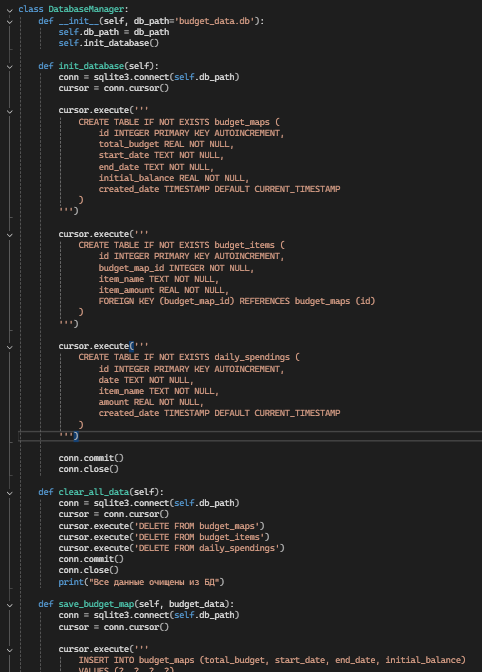 class DatabaseManager:
    def __init__(self, db_path='budget_data.db'):
        self.db_path = db_path
        self.init_database()

    def init_database(self):
        conn = sqlite3.connect(self.db_path)
        cursor = conn.cursor()

        cursor.execute('''
            CREATE TABLE IF NOT EXISTS budget_maps (
                id INTEGER PRIMARY KEY AUTOINCREMENT,
                total_budget REAL NOT NULL,
                start_date TEXT NOT NULL,
                end_date TEXT NOT NULL,
                initial_balance REAL NOT NULL,
                created_date TIMESTAMP DEFAULT CURRENT_TIMESTAMP
            )
        ''')

        cursor.execute('''
            CREATE TABLE IF NOT EXISTS budget_items (
                id INTEGER PRIMARY KEY AUTOINCREMENT,
                budget_map_id INTEGER NOT NULL,
                item_name TEXT NOT NULL,
                item_amount REAL NOT NULL,
                FOREIGN KEY (budget_map_id) REFERENCES budget_maps (id)
            )
        ''')

        cursor.execute('''
            CREATE TABLE IF NOT EXISTS daily_spendings (
                id INTEGER PRIMARY KEY AUTOINCREMENT,
                date TEXT NOT NULL,
                item_name TEXT NOT NULL,
                amount REAL NOT NULL,
                created_date TIMESTAMP DEFAULT CURRENT_TIMESTAMP
            )
        ''')

        conn.commit()
        conn.close()

    def clear_all_data(self):
        conn = sqlite3.connect(self.db_path)
        cursor = conn.cursor()
        cursor.execute('DELETE FROM budget_maps')
        cursor.execute('DELETE FROM budget_items')
        cursor.execute('DELETE FROM daily_spendings')
        conn.commit()
        conn.close()
        print("Все данные очищены из БД")

    def save_budget_map(self, budget_data):
        conn = sqlite3.connect(self.db_path)
        cursor = conn.cursor()

        cursor.execute('''
            INSERT INTO budget_maps (total_budget, start_date, end_date, initial_balance)
            VALUES (?, ?, ?, ?)